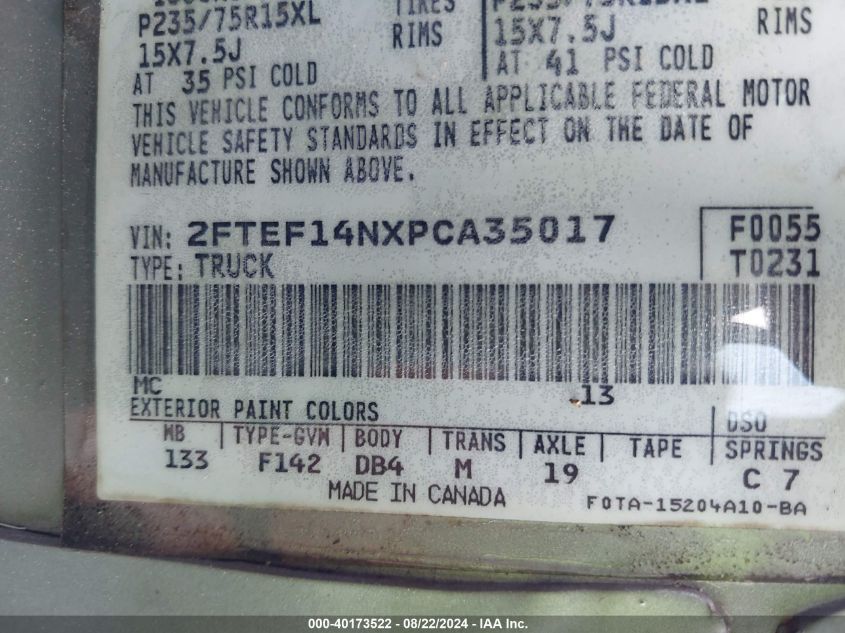 TIRES
P235/75R15XL RIMS 15X7.5J RIMS
15X7.5J AT 41 PSI COLD
AT 35 PSI COLD
THIS VEHICLE CONFORMS TO ALL APPLICABLE FEDERAL MOTOR
VEHICLE SAFETY STANDARDS IN EFFECT ON THE DATE OF
MANUFACTURE SHOWN ABOVE.
VIN: 2FTEF14NXPCA35017 F0055
TYPE: TRUCK T0231
MC 13
EXTERIOR PAINT COLORS DSO
WB TYPE-GVW BODY TRANS AXLE TAPE SPRINGS
133 F142 DB4 M 19 C 7
MADE IN CANADA F0TA-15204A10-BA
000-40173522 - 08/22/2024 - IAA Inc.